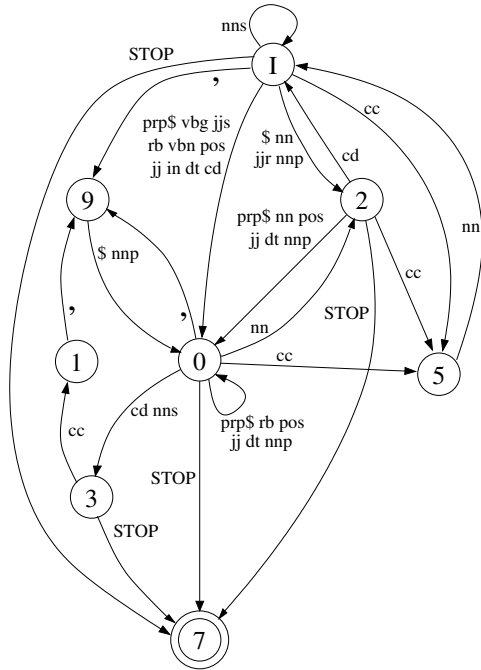 nns
STOP
I
,
cc
prp$ vbg jjs
rb vbn pos
jj in dt cd
$ nn
jjr nnp
cd
9
2
prp$ nn pos
jj dt nnp
$ nnp
cc
nn
,
,
nn
STOP
1
0
cc
5
cd nns
prp$ rb pos
jj dt nnp
cc
STOP
3
STOP
7